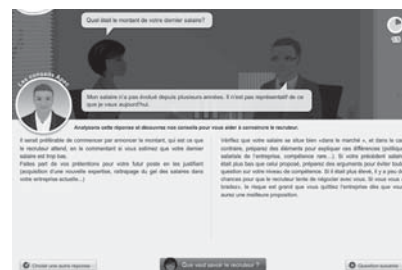 Quel était le montant de votre dernier salaire?
Mon salaire n'a pas évolué depuis plusieurs années. Il n'est pas représentatif de ce
que je vaux aujourd'hui.
Les conseils
Analysons cette réponse et découvrez nos conseils pour vous aider à convaincre le recruteur.
Il serait préférable de commencer par annoncer le montant, qui est ce que
le recruteur attend, en le commentant si vous estimez que votre dernier
salaire est trop bas.
Faites part de vos prétentions pour votre futur poste en les justifiant
(acquisition d'une nouvelle expertise, rattrapage du gel des salaires dans
votre entreprise actuelle...)
Vérifiez que votre salaire se situe bien «dans le marché », et dans le cas
contraire, préparez des éléments pour expliquer ces différences (politique
salariale de l'entreprise, compétence rare...). Si votre précédent salaire
était plus bas que celui proposé, préparez des arguments pour éviter toute
question sur votre niveau de compétence. Si il était plus élevé, il y a peu de
chances pour que le recruteur tente de négocier avec vous. Si vous vous
bradez», le risque est grand que vous quittiez l'entreprise dès que vous
aurez une meilleure proposition.
Choisir une autre réponse
Que veut savoir le recruteur ?
Question suivante